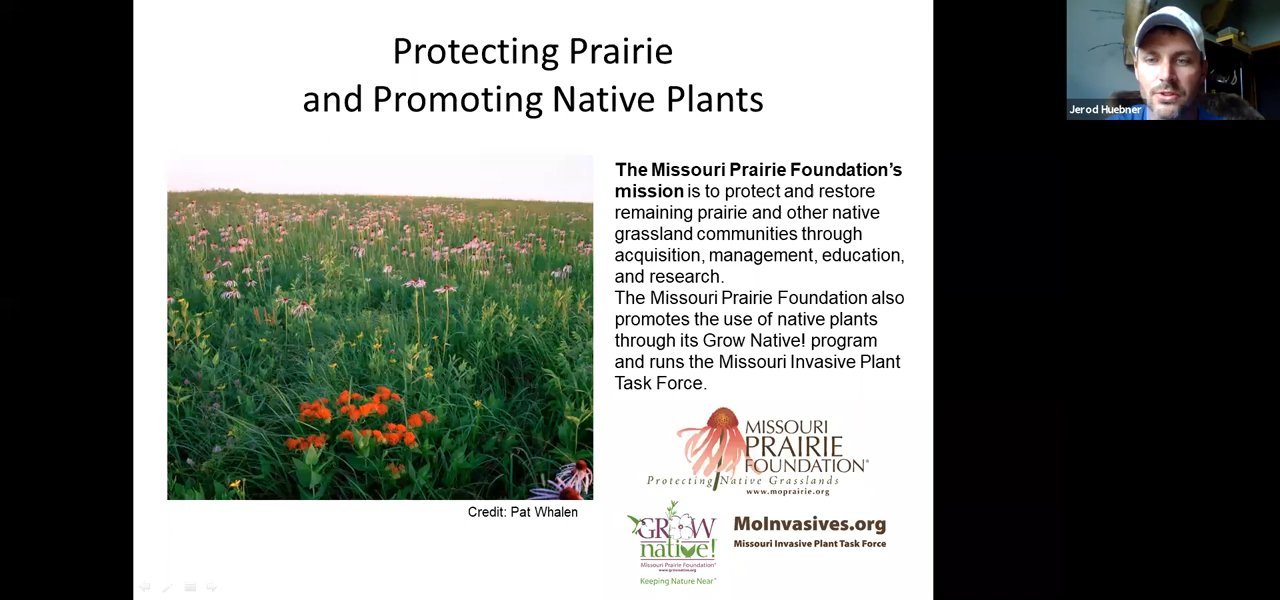 Protecting Prairie
and Promoting Native Plants
Jerod Huebner
The Missouri Prairie Foundation's
mission is to protect and restore
remaining prairie and other native
grassland communities through
acquisition, management, education,
and research.
The Missouri Prairie Foundation also
promotes the use of native plants
through its Grow Native! program
and runs the Missouri Invasive Plant
Task Force.
Credit: Pat Whalen
MISSOURI
PRAIRIE
FOUNDATION®
Protecting Native Grasslands
www.moprairie.org
GROW
native!
Missouri Prairie Foundation®
www.grownative.org
Keeping Nature Near®
MoInvasives.org
Missouri Invasive Plant Task Force